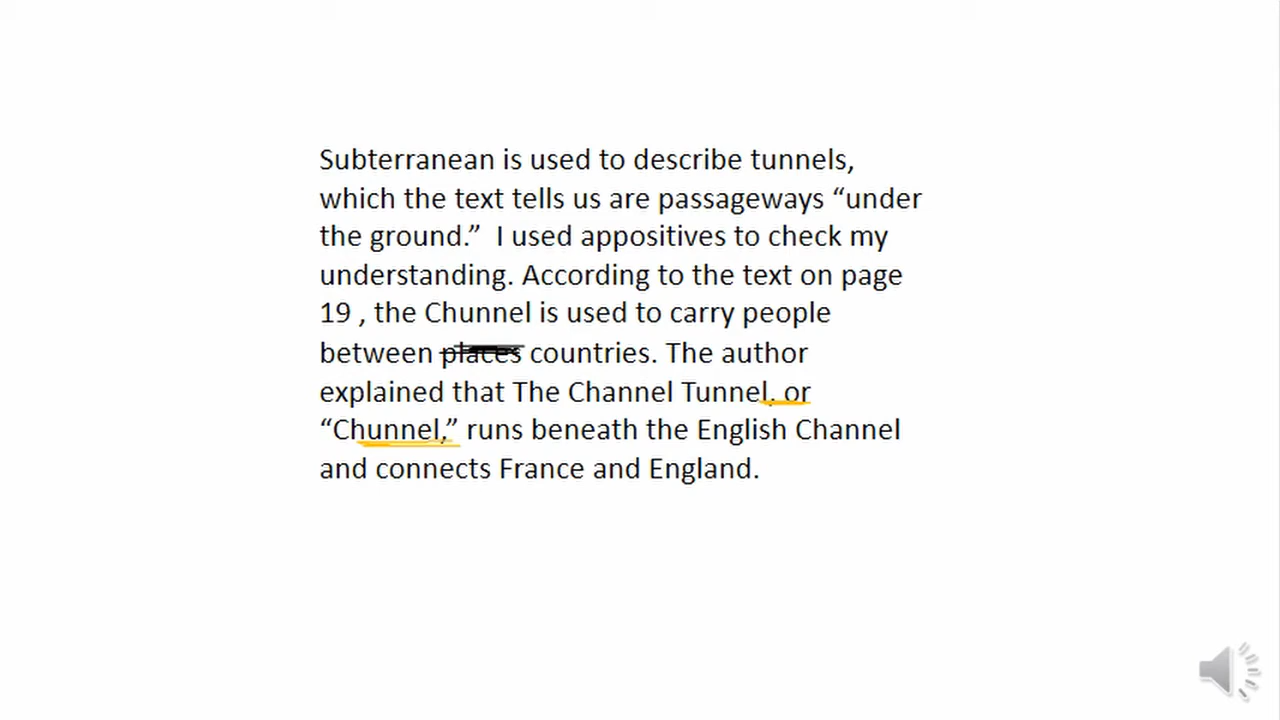 Subterranean is used to describe tunnels,
which the text tells us are passageways “under
the ground.”  I used appositives to check my
understanding. According to the text on page
19 , the Chunnel is used to carry people
between places countries. The author
explained that The Channel Tunnel, or
“Chunnel,” runs beneath the English Channel
and connects France and England.